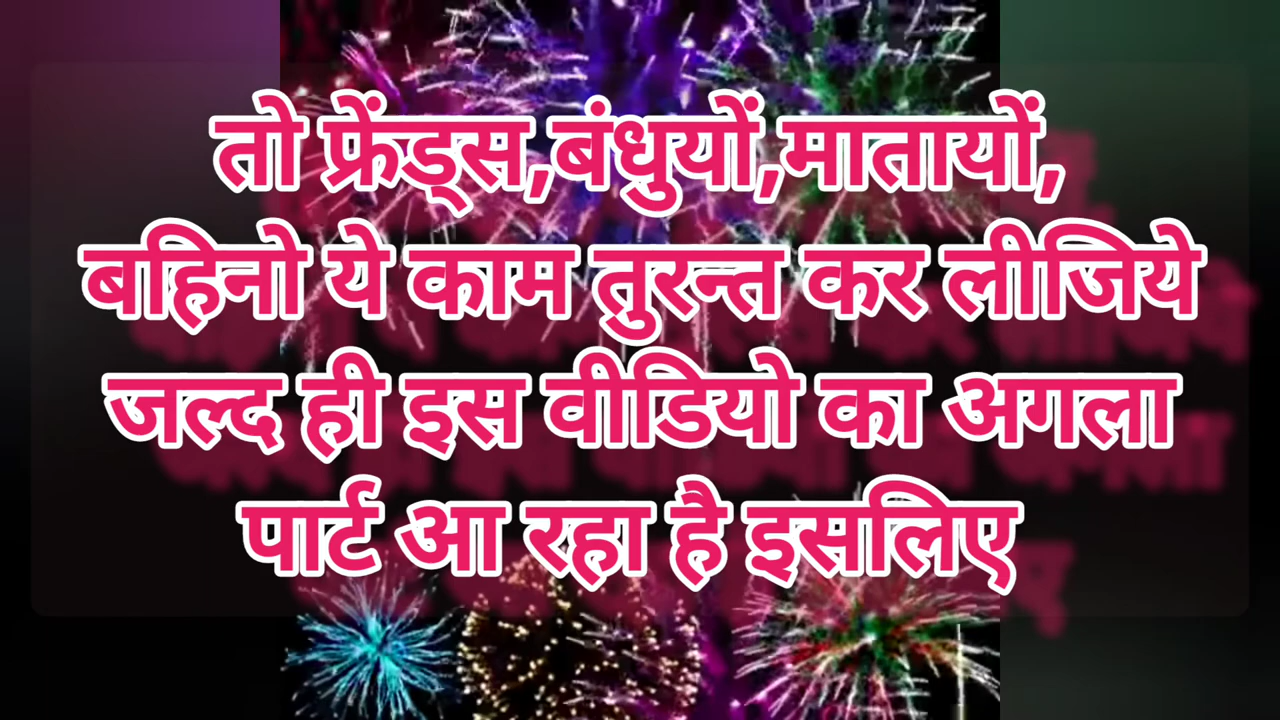 तो फ्रेंड्स,बंधुयों,मातायों,
बहिनो ये काम तुरन्त कर लीजिये
जल्द ही इस वीडियो का अगला
पार्ट आ रहा है इसलिए